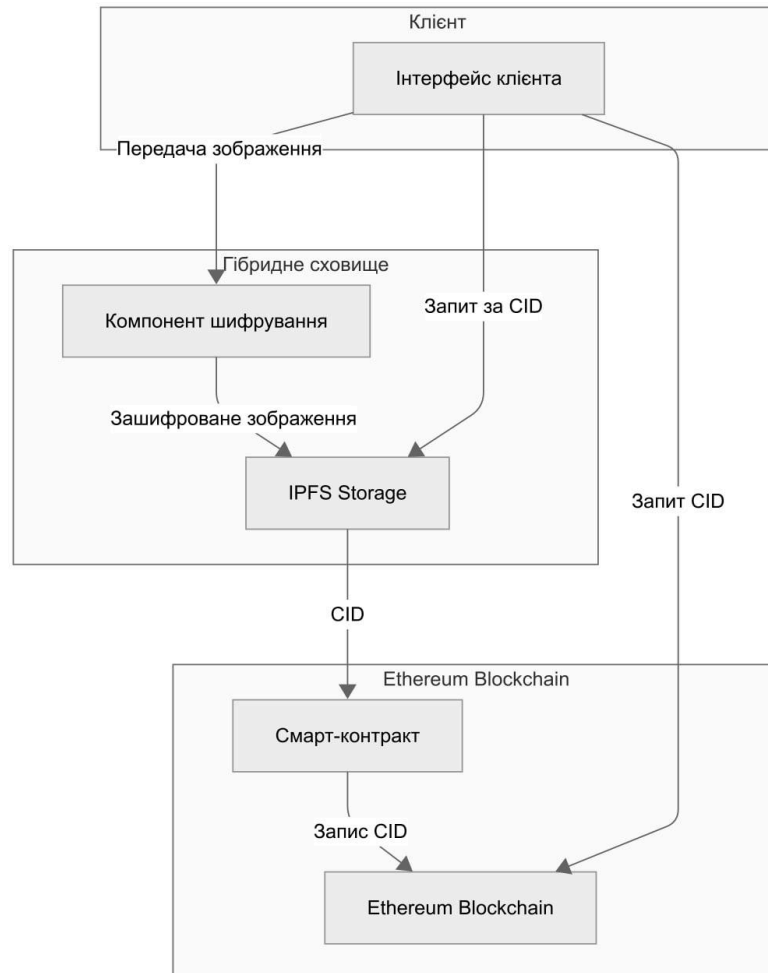 Клієнт
Інтерфейс клієнта
Передача зображення
Гібридне сховище
Компонент шифрування
Запит за CID
Зашифроване зображення
IPFS Storage
Запит CID
CID
Ethereum Blockchain
Смарт-контракт
Запис CID
Ethereum Blockchain